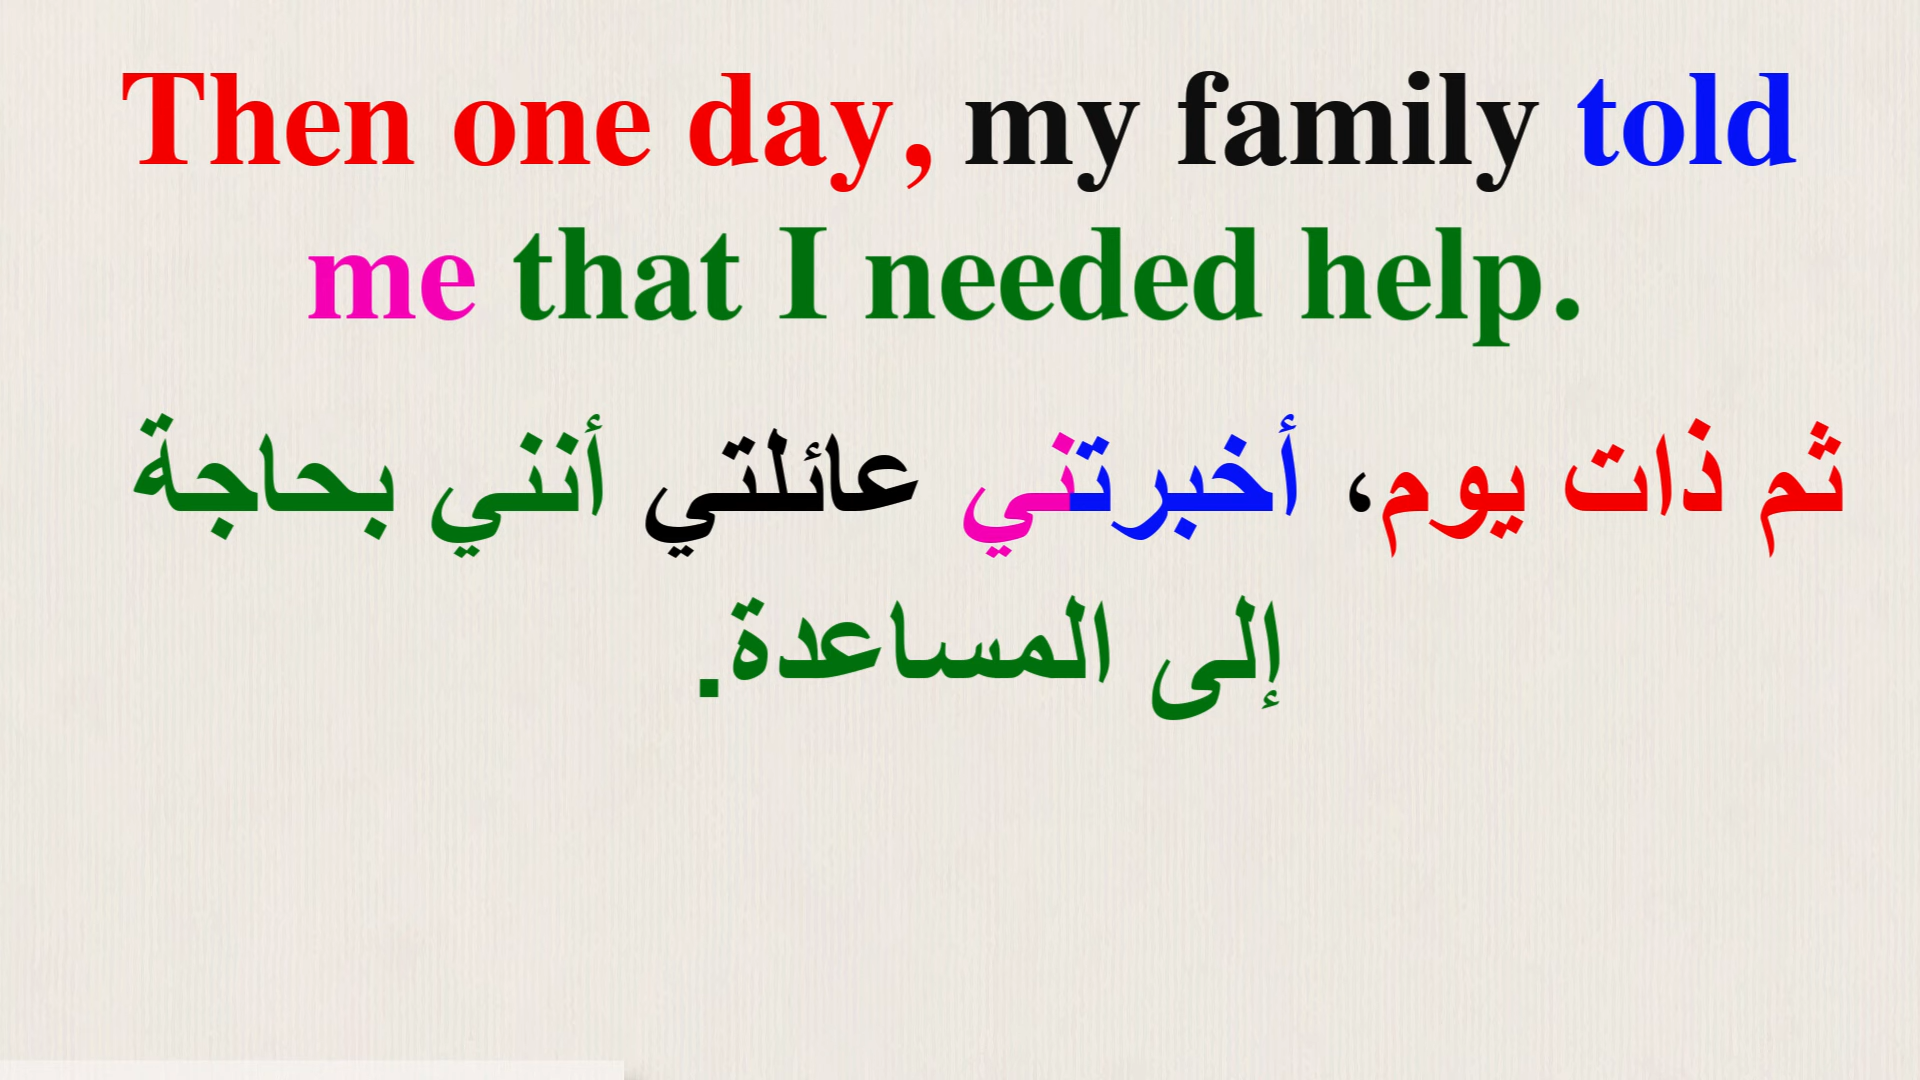 Then one day, my family told
me that I needed help.
ثم ذات يوم، أخبرتني عائلتي أنني بحاجة
إلى المساعدة.